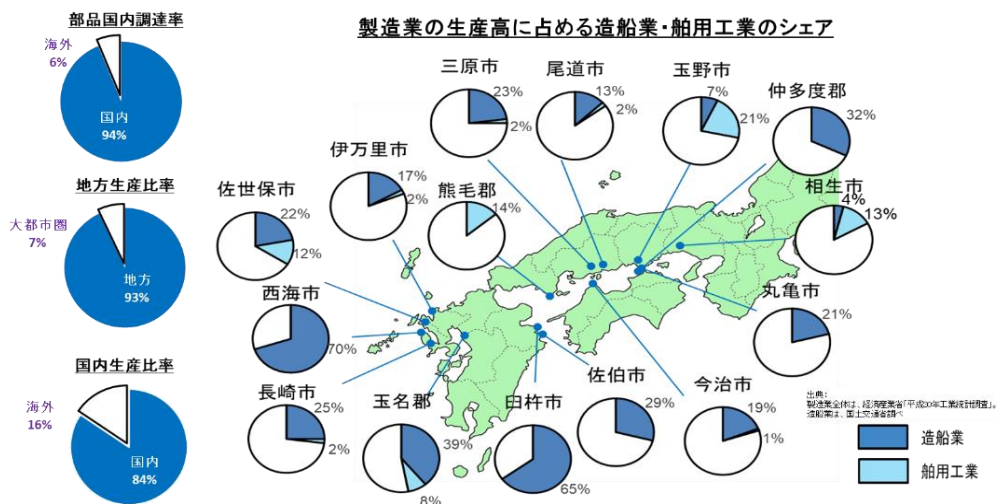 部品国内調達率
海外
6%
国内
94%
地方生産比率
大都市圏
7%
地方
93%
国内生産比率
海外
16%
国内
84%
製造業の生産高に占める造船業・舶用工業のシェア
三原市
23%
2%
尾道市
13%
2%
玉野市
7%
21%
仲多度郡
32%
伊万里市
17%
2%
熊毛郡
14%
相生市
4%
13%
佐世保市
22%
12%
西海市
70%
丸亀市
21%
長崎市
25%
2%
玉名郡
39%
8%
臼杵市
65%
佐伯市
29%
今治市
19%
1%
出典:
製造業全体は、経済産業省「平成30年工業統計調査」。
造船業は、国土交通省調べ
造船業
舶用工業